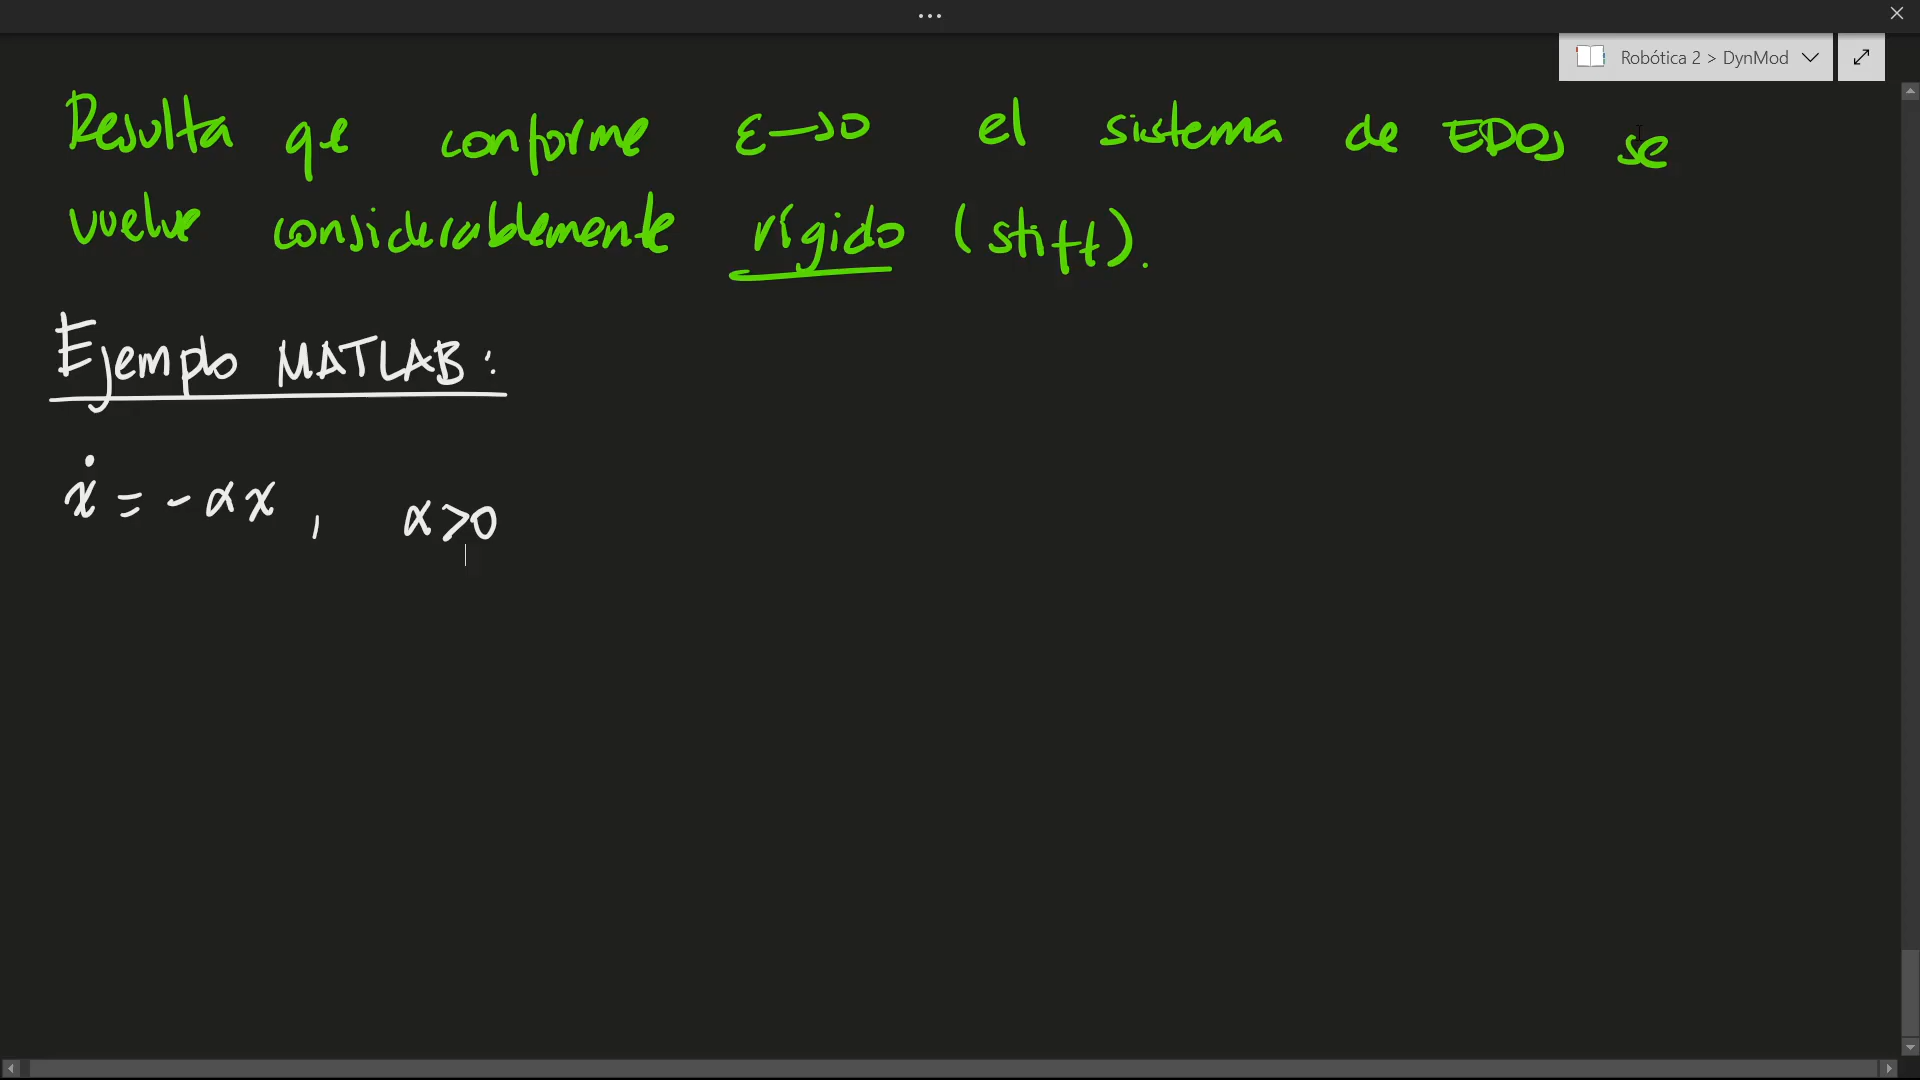 Robótica 2 > DynMod
Resulta qe conforme ε→0 el sistema de EDOs se
vuelve considerablemente rígido (stiff).
Ejemplo MATLAB:
ẋ = -αx , α>0